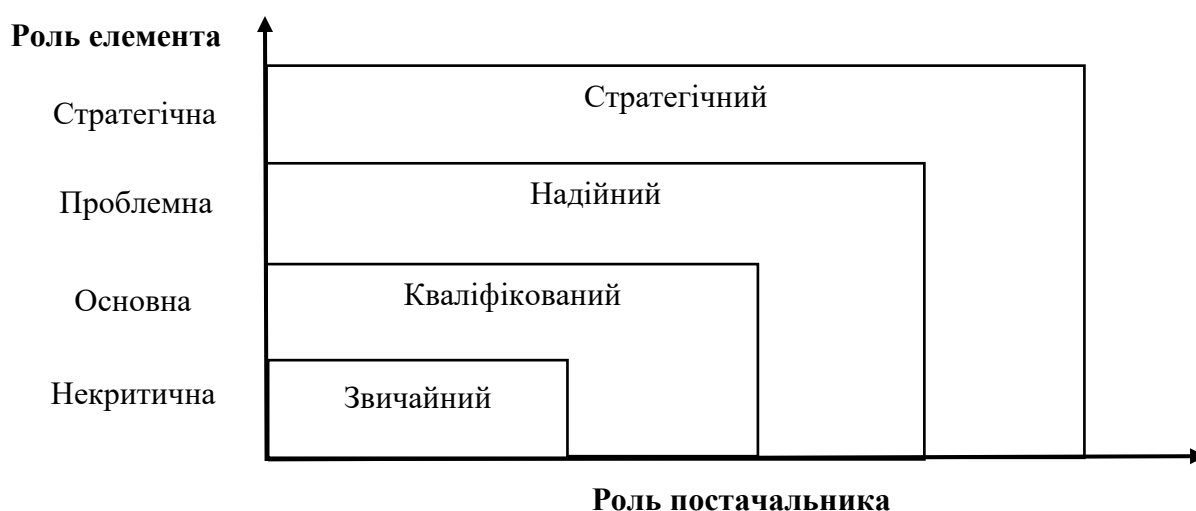 Роль елемента
Стратегічна
Стратегічний
Проблемна
Надійний
Основна
Кваліфікований
Некритична
Звичайний
Роль постачальника